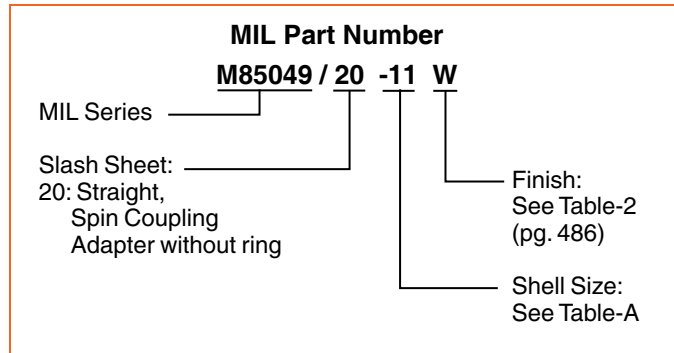 MIL Part Number
M85049 / 20 -11 W
MIL Series
Slash Sheet:
20: Straight,
Spin Coupling
Adapter without ring
Finish:
See Table-2
(pg. 486)
Shell Size:
See Table-A